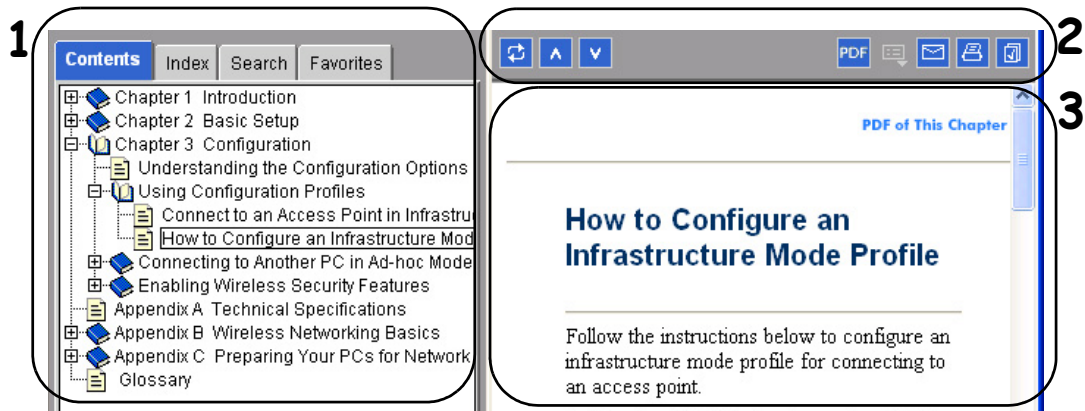 1
Contents Index Search Favorites
Chapter 1 Introduction
Chapter 2 Basic Setup
Chapter 3 Configuration
Understanding the Configuration Options
Using Configuration Profiles
Connect to an Access Point in Infrastru
How to Configure an Infrastructure Mod
Connecting to Another PC in Ad-hoc Mode
Enabling Wireless Security Features
Appendix A Technical Specifications
Appendix B Wireless Networking Basics
Appendix C Preparing Your PCs for Network
Glossary
2
PDF
3
PDF of This Chapter
How to Configure an
Infrastructure Mode Profile
Follow the instructions below to configure an
infrastructure mode profile for connecting to
an access point.